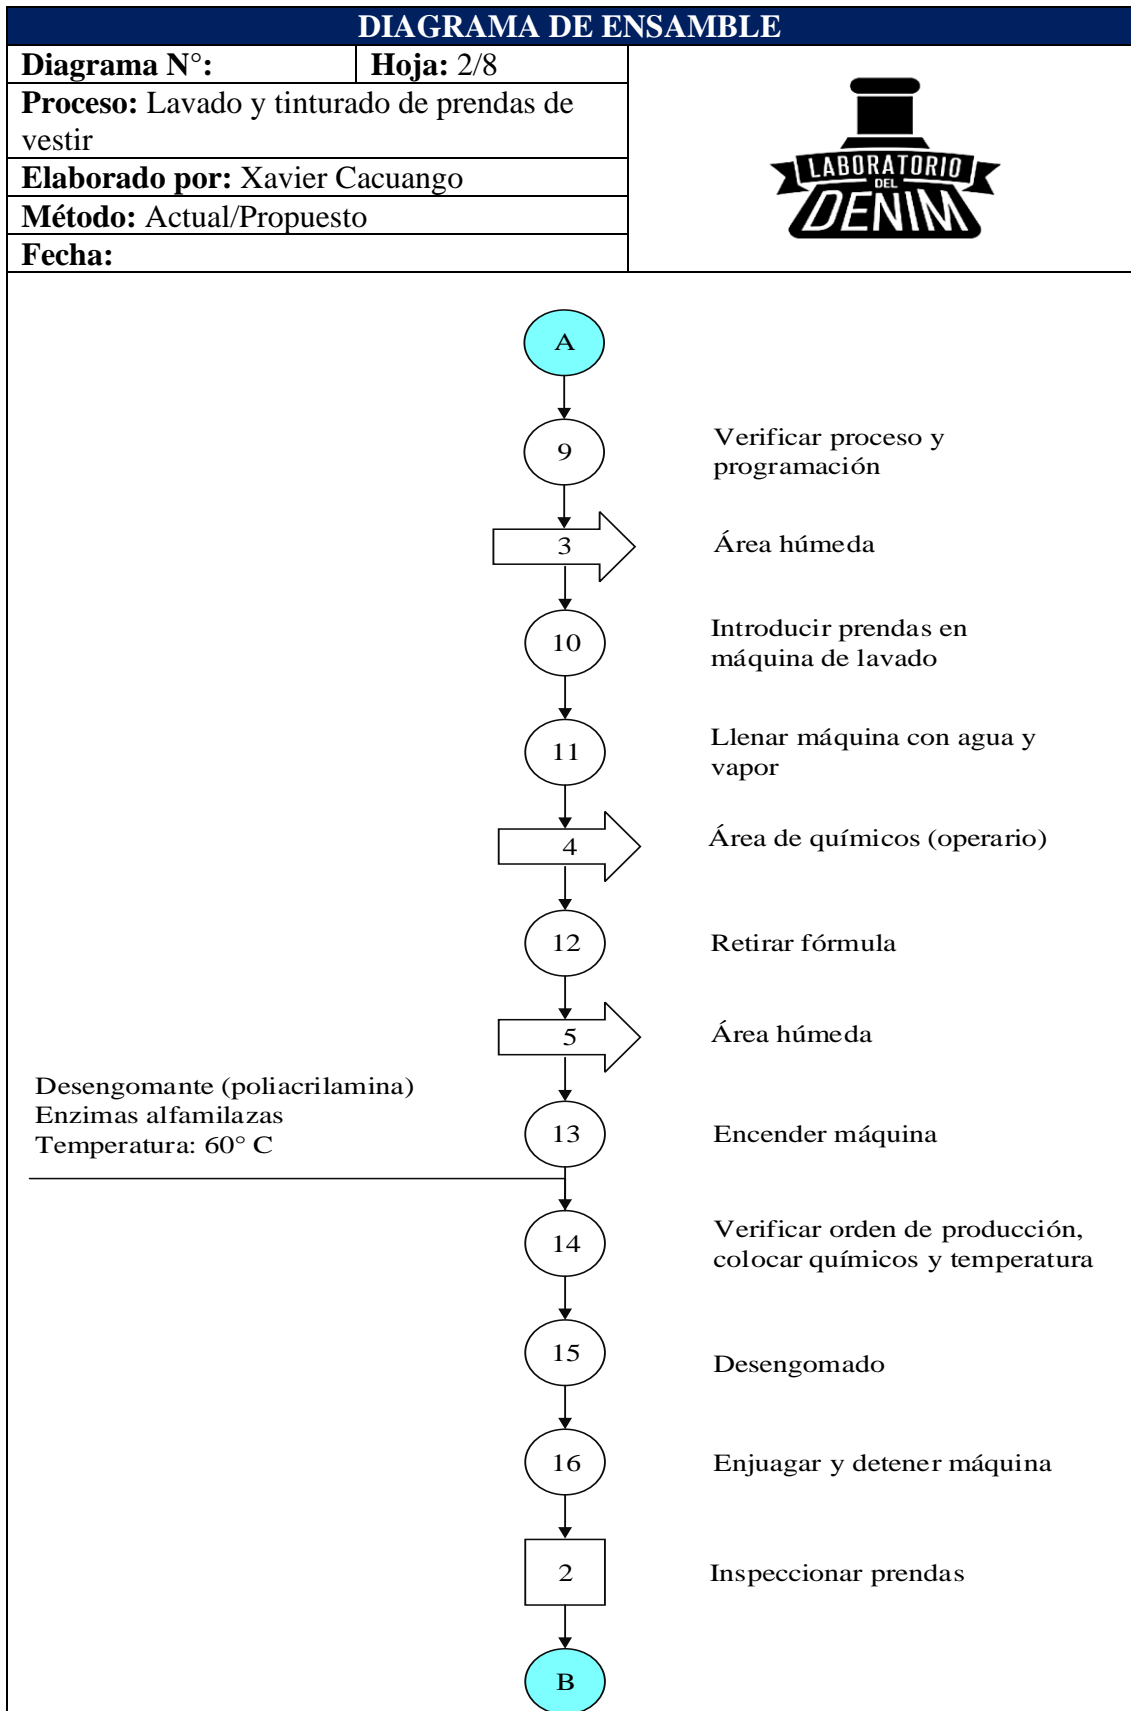 DIAGRAMA DE ENSAMBLE
Diagrama N°:
Hoja: 2/8
Proceso: Lavado y tinturado de prendas de
vestir
Elaborado por: Xavier Cacuango
Método: Actual/Propuesto
Fecha:
LABORATORIO
DEL
DENIM
A
9
Verificar proceso y
programación
3
Área húmeda
10
Introducir prendas en
máquina de lavado
11
Llenar máquina con agua y
vapor
4
Área de químicos (operario)
12
Retirar fórmula
5
Área húmeda
Desengomante (poliacrilamina)
Enzimas alfamilazas
Temperatura: 60° C
13
Encender máquina
14
Verificar orden de producción,
colocar químicos y temperatura
15
Desengomado
16
Enjuagar y detener máquina
2
Inspeccionar prendas
B